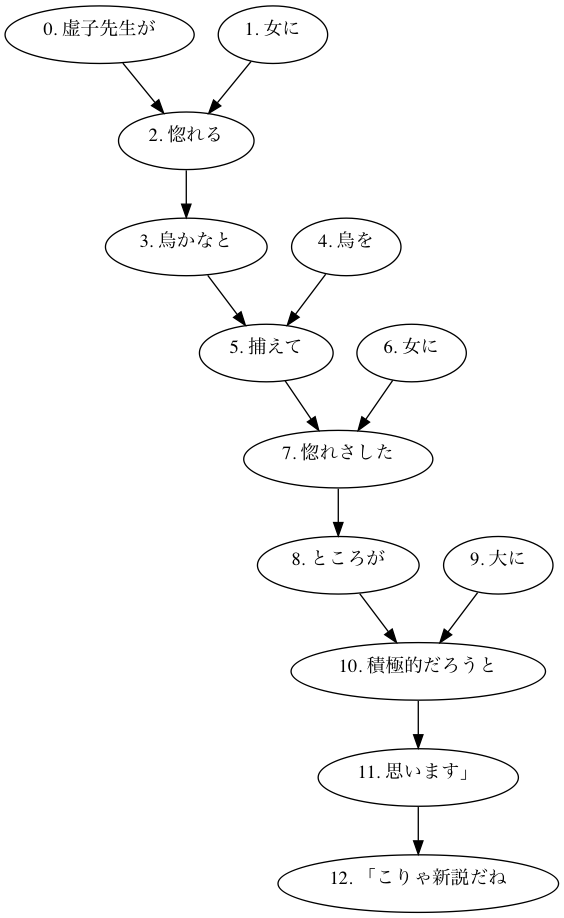 0. 虚子先生が
1. 女に
2. 惚れる
3. 烏かなと
4. 烏を
5. 捕えて
6. 女に
7. 惚れさした
8. ところが
9. 大に
10. 積極的だろうと
11. 思います」
12. 「こりゃ新説だね